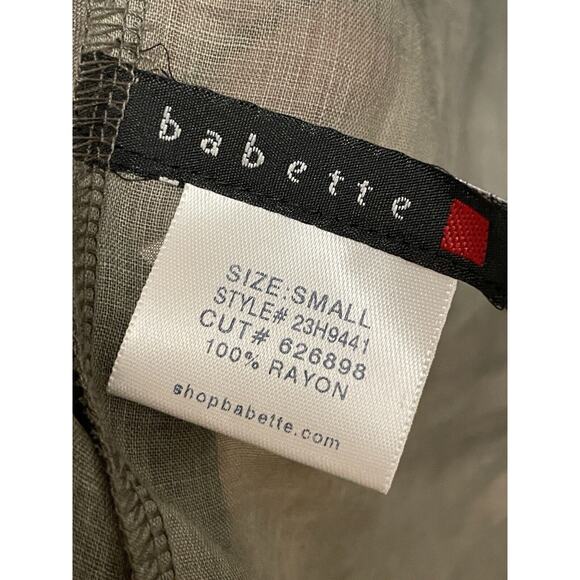 babette
SIZE:SMALL
STYLE# 23H9441
CUT# 626898
100% RAYON
shopbabette.com